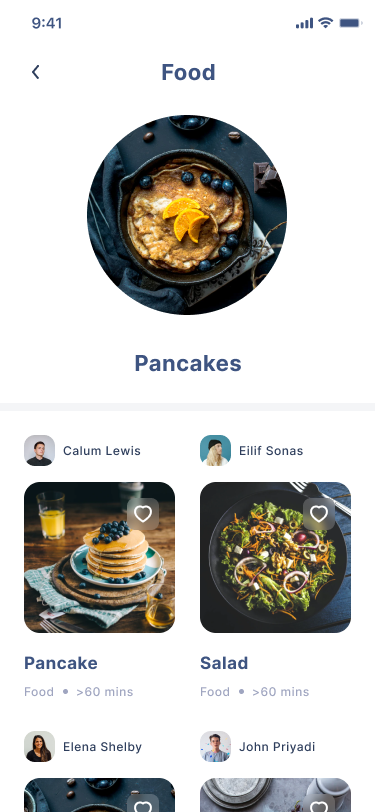 9:41
Food
Pancakes
Calum Lewis
Eilif Sonas
Pancake
Salad
Food • >60 mins
Food • >60 mins
Elena Shelby
John Priyadi